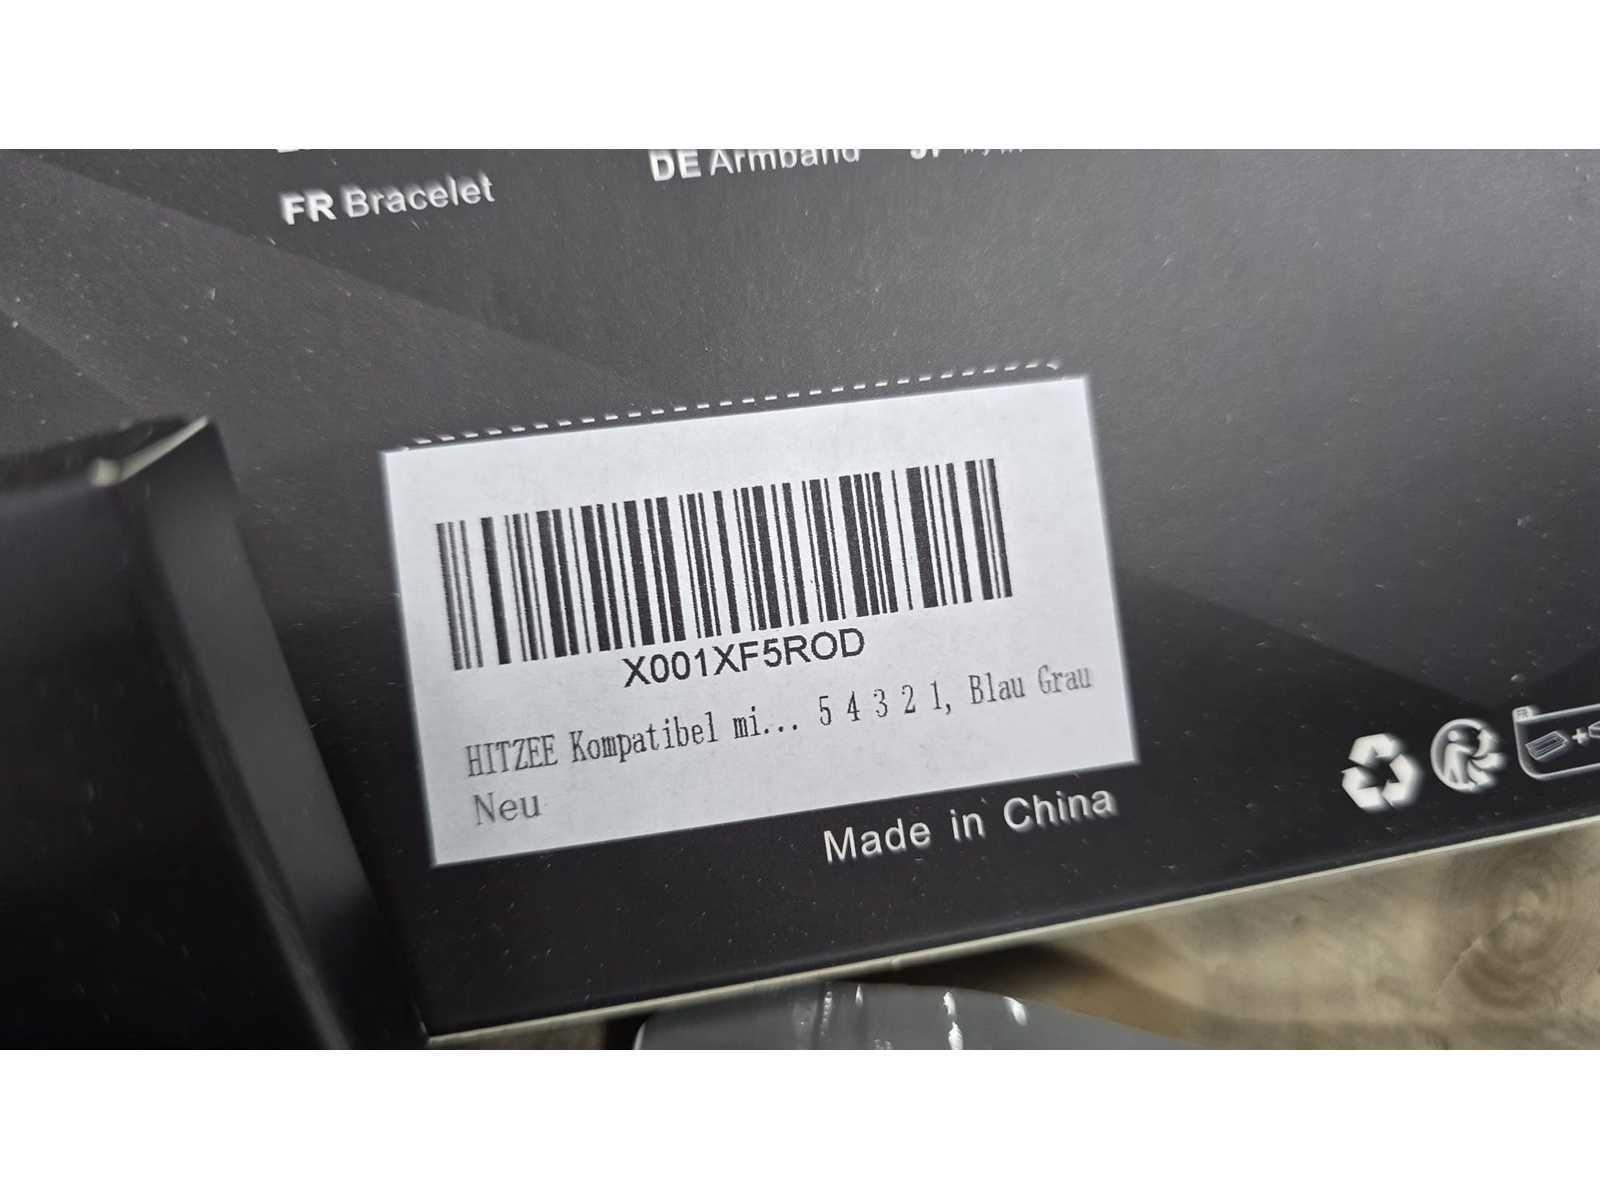 FR Bracelet
DE Armband
X001XF5ROD
HITZEE Kompatibel mi... 5 4 3 2 1, Blau Grau
Neu
Made in China
FR